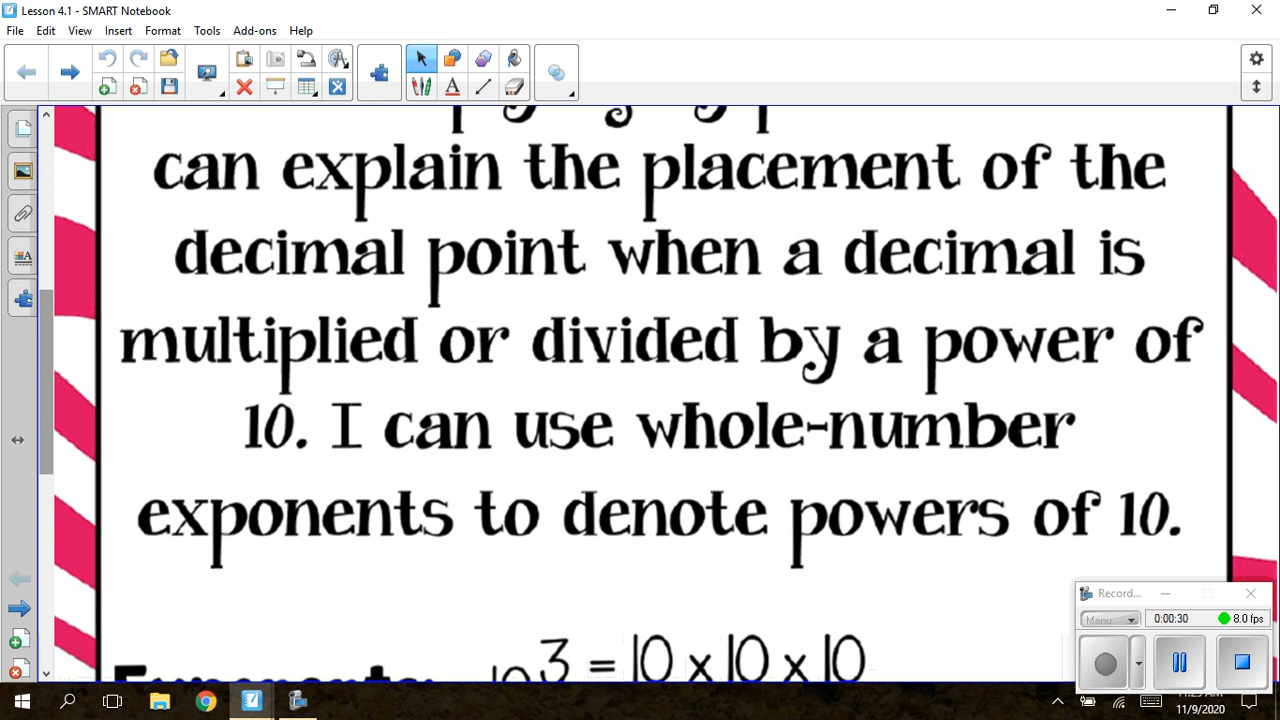 Lesson 4.1 - SMART Notebook
File Edit View Insert Format Tools Add-ons Help
can explain the placement of the
decimal point when a decimal is
multiplied or divided by a power of
10. I can use whole-number
exponents to denote powers of 10.
10³ = 10 x 10 x 10
Record...
Menu
0:00:30
8.0 fps
11/9/2020